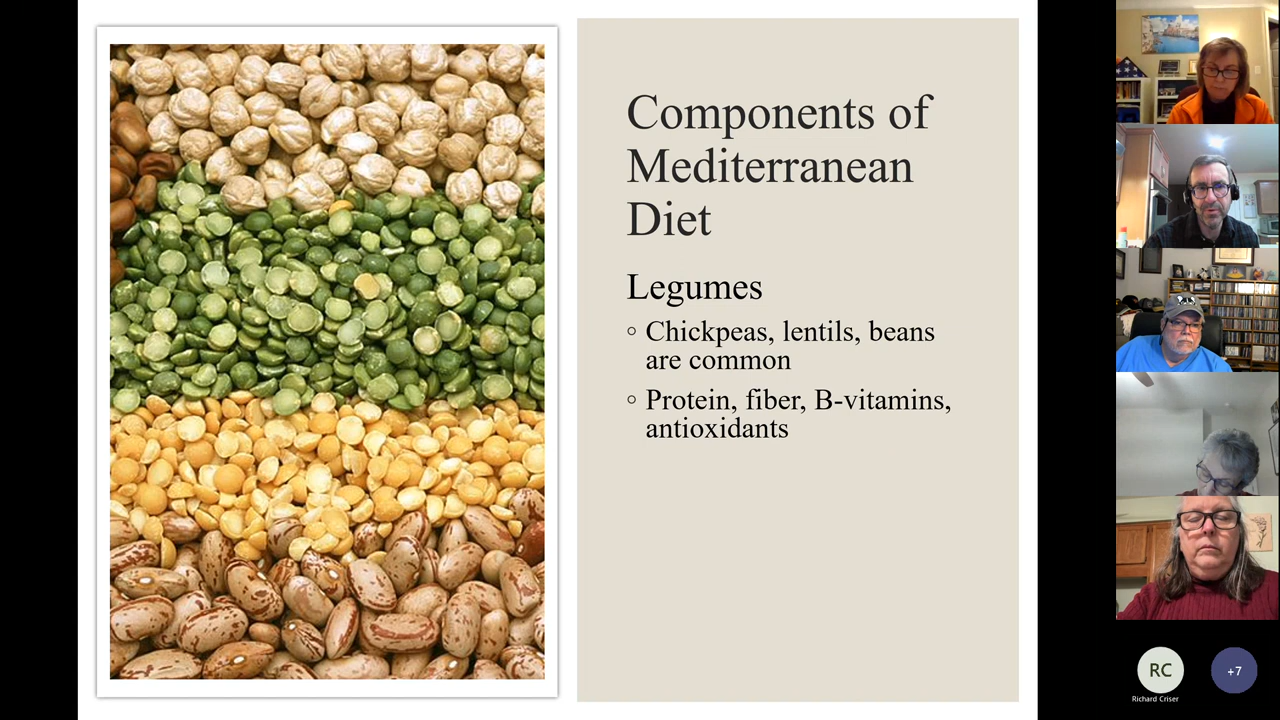 Components of
Mediterranean
Diet
Legumes
Chickpeas, lentils, beans
are common
Protein, fiber, B-vitamins,
antioxidants
RC
+7
Richard Criser